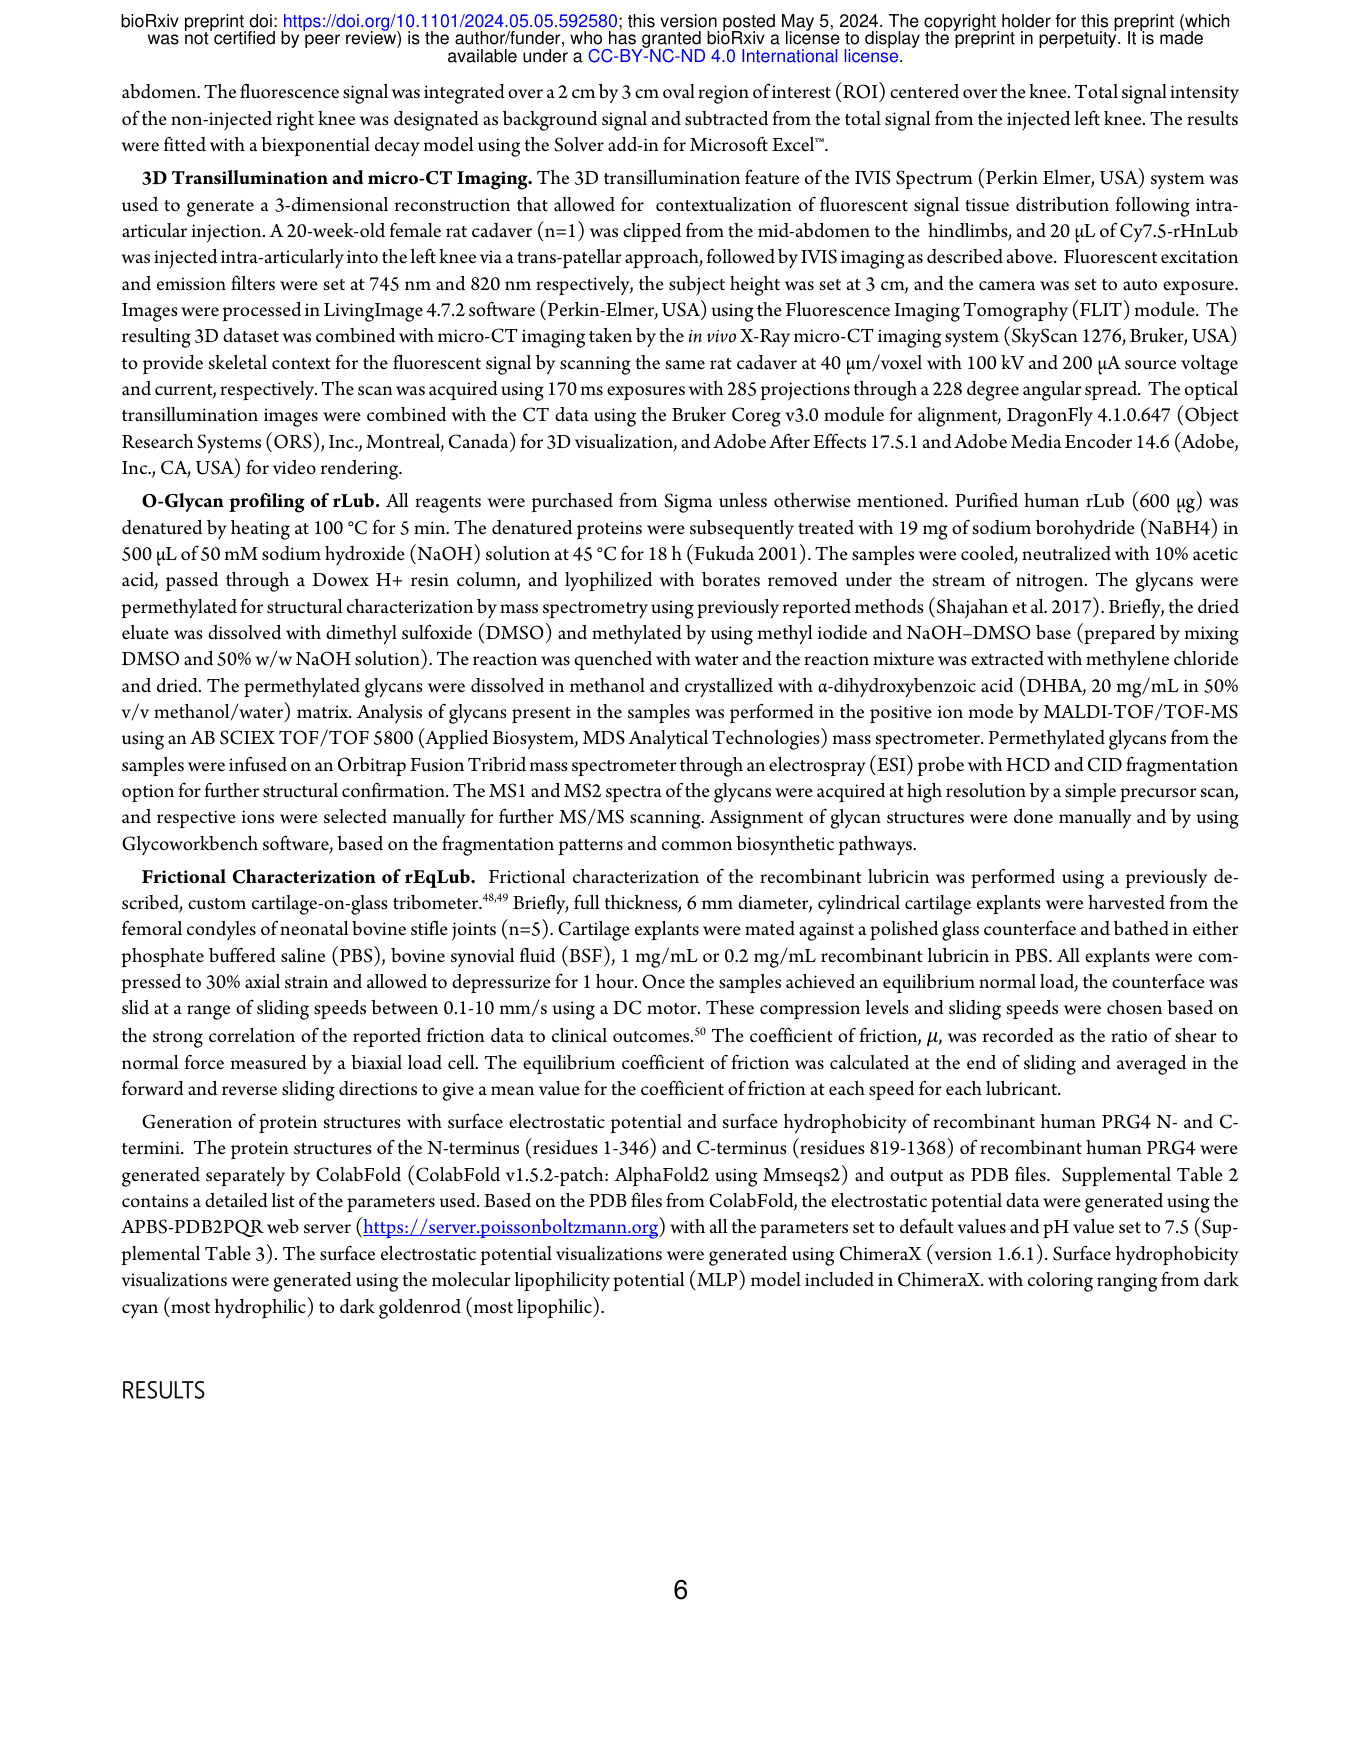 bioRxiv preprint doi: https://doi.org/10.1101/2024.05.05.592580; this version posted May 5, 2024. The copyright holder for this preprint (which
was not certified by peer review) is the author/funder, who has granted bioRxiv a license to display the preprint in perpetuity. It is made
available under a CC-BY-NC-ND 4.0 International license.
abdomen. The fluorescence signal was integrated over a 2 cm by 3 cm oval region of interest (ROI) centered over the knee. Total signal intensity
of the non-injected right knee was designated as background signal and subtracted from the total signal from the injected left knee. The results
were fitted with a biexponential decay model using the Solver add-in for Microsoft Excel™.
3D Transillumination and micro-CT Imaging. The 3D transillumination feature of the IVIS Spectrum (Perkin Elmer, USA) system was
used to generate a 3-dimensional reconstruction that allowed for contextualization of fluorescent signal tissue distribution following intra-
articular injection. A 20-week-old female rat cadaver (n=1) was clipped from the mid-abdomen to the hindlimbs, and 20 μL of Cy7.5-rHnLub
was injected intra-articularly into the left knee via a trans-patellar approach, followed by IVIS imaging as described above. Fluorescent excitation
and emission filters were set at 745 nm and 820 nm respectively, the subject height was set at 3 cm, and the camera was set to auto exposure.
Images were processed in LivingImage 4.7.2 software (Perkin-Elmer, USA) using the Fluorescence Imaging Tomography (FLIT) module. The
resulting 3D dataset was combined with micro-CT imaging taken by the in vivo X-Ray micro-CT imaging system (SkyScan 1276, Bruker, USA)
to provide skeletal context for the fluorescent signal by scanning the same rat cadaver at 40 μm/voxel with 100 kV and 200 μA source voltage
and current, respectively. The scan was acquired using 170 ms exposures with 285 projections through a 228 degree angular spread. The optical
transillumination images were combined with the CT data using the Bruker Coreg v3.0 module for alignment, DragonFly 4.1.0.647 (Object
Research Systems (ORS), Inc., Montreal, Canada) for 3D visualization, and Adobe After Effects 17.5.1 and Adobe Media Encoder 14.6 (Adobe,
Inc., CA, USA) for video rendering.
O-Glycan profiling of rLub. All reagents were purchased from Sigma unless otherwise mentioned. Purified human rLub (600 μg) was
denatured by heating at 100 °C for 5 min. The denatured proteins were subsequently treated with 19 mg of sodium borohydride (NaBH4) in
500 μL of 50 mM sodium hydroxide (NaOH) solution at 45 °C for 18 h (Fukuda 2001). The samples were cooled, neutralized with 10% acetic
acid, passed through a Dowex H+ resin column, and lyophilized with borates removed under the stream of nitrogen. The glycans were
permethylated for structural characterization by mass spectrometry using previously reported methods (Shajahan et al. 2017). Briefly, the dried
eluate was dissolved with dimethyl sulfoxide (DMSO) and methylated by using methyl iodide and NaOH–DMSO base (prepared by mixing
DMSO and 50% w/w NaOH solution). The reaction was quenched with water and the reaction mixture was extracted with methylene chloride
and dried. The permethylated glycans were dissolved in methanol and crystallized with α-dihydroxybenzoic acid (DHBA, 20 mg/mL in 50%
v/v methanol/water) matrix. Analysis of glycans present in the samples was performed in the positive ion mode by MALDI-TOF/TOF-MS
using an AB SCIEX TOF/TOF 5800 (Applied Biosystem, MDS Analytical Technologies) mass spectrometer. Permethylated glycans from the
samples were infused on an Orbitrap Fusion Tribrid mass spectrometer through an electrospray (ESI) probe with HCD and CID fragmentation
option for further structural confirmation. The MS1 and MS2 spectra of the glycans were acquired at high resolution by a simple precursor scan,
and respective ions were selected manually for further MS/MS scanning. Assignment of glycan structures were done manually and by using
Glycoworkbench software, based on the fragmentation patterns and common biosynthetic pathways.
Frictional Characterization of rEqLub. Frictional characterization of the recombinant lubricin was performed using a previously de-
scribed, custom cartilage-on-glass tribometer.48,49 Briefly, full thickness, 6 mm diameter, cylindrical cartilage explants were harvested from the
femoral condyles of neonatal bovine stifle joints (n=5). Cartilage explants were mated against a polished glass counterface and bathed in either
phosphate buffered saline (PBS), bovine synovial fluid (BSF), 1 mg/mL or 0.2 mg/mL recombinant lubricin in PBS. All explants were com-
pressed to 30% axial strain and allowed to depressurize for 1 hour. Once the samples achieved an equilibrium normal load, the counterface was
slid at a range of sliding speeds between 0.1-10 mm/s using a DC motor. These compression levels and sliding speeds were chosen based on
the strong correlation of the reported friction data to clinical outcomes.50 The coefficient of friction, μ, was recorded as the ratio of shear to
normal force measured by a biaxial load cell. The equilibrium coefficient of friction was calculated at the end of sliding and averaged in the
forward and reverse sliding directions to give a mean value for the coefficient of friction at each speed for each lubricant.
Generation of protein structures with surface electrostatic potential and surface hydrophobicity of recombinant human PRG4 N- and C-
termini. The protein structures of the N-terminus (residues 1-346) and C-terminus (residues 819-1368) of recombinant human PRG4 were
generated separately by ColabFold (ColabFold v1.5.2-patch: AlphaFold2 using Mmseqs2) and output as PDB files. Supplemental Table 2
contains a detailed list of the parameters used. Based on the PDB files from ColabFold, the electrostatic potential data were generated using the
APBS-PDB2PQR web server (https://server.poissonboltzmann.org) with all the parameters set to default values and pH value set to 7.5 (Sup-
plemental Table 3). The surface electrostatic potential visualizations were generated using ChimeraX (version 1.6.1). Surface hydrophobicity
visualizations were generated using the molecular lipophilicity potential (MLP) model included in ChimeraX. with coloring ranging from dark
cyan (most hydrophilic) to dark goldenrod (most lipophilic).
RESULTS
6